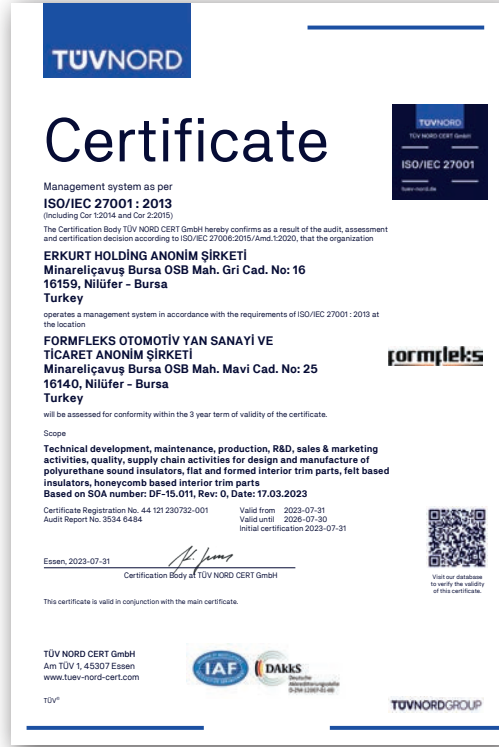 TÜVNORD
TÜVNORD
TÜV NORD CERT GmbH
ISO/IEC 27001
tuev-nord.de
Certificate
Management system as per
ISO/IEC 27001 : 2013
(Including Cor 1:2014 and Cor 2:2015)
The Certification Body TÜV NORD CERT GmbH hereby confirms as a result of the audit, assessment
and certification decision according to ISO/IEC 27006:2015/Amd.1:2020, that the organization
ERKURT HOLDİNG ANONİM ŞİRKETİ
Minareliçavuş Bursa OSB Mah. Gri Cad. No: 16
16159, Nilüfer - Bursa
Turkey
operates a management system in accordance with the requirements of ISO/IEC 27001 : 2013 at
the location
FORMFLEKS OTOMOTİV YAN SANAYİ VE
TİCARET ANONİM ŞİRKETİ
Minareliçavuş Bursa OSB Mah. Mavi Cad. No: 25
16140, Nilüfer - Bursa
Turkey
formfleks
will be assessed for conformity within the 3 year term of validity of the certificate.
Scope
Technical development, maintenance, production, R&D, sales & marketing
activities, quality, supply chain activities for design and manufacture of
polyurethane sound insulators, flat and formed interior trim parts, felt based
insulators, honeycomb based interior trim parts
Based on SOA number: DF-15.011, Rev: 0, Date: 17.03.2023
Certificate Registration No. 44 121 230732-001
Audit Report No. 3534 6484
Valid from 2023-07-31
Valid until 2026-07-30
Initial certification 2023-07-31
Essen, 2023-07-31
Certification Body at TÜV NORD CERT GmbH
Visit our database
to verify the validity
of this certificate.
This certificate is valid in conjunction with the main certificate.
TÜV NORD CERT GmbH
Am TÜV 1, 45307 Essen
www.tuev-nord-cert.com
TÜV®
IAF
DAkkS
Deutsche
Akkreditierungsstelle
TÜVNORDGROUP